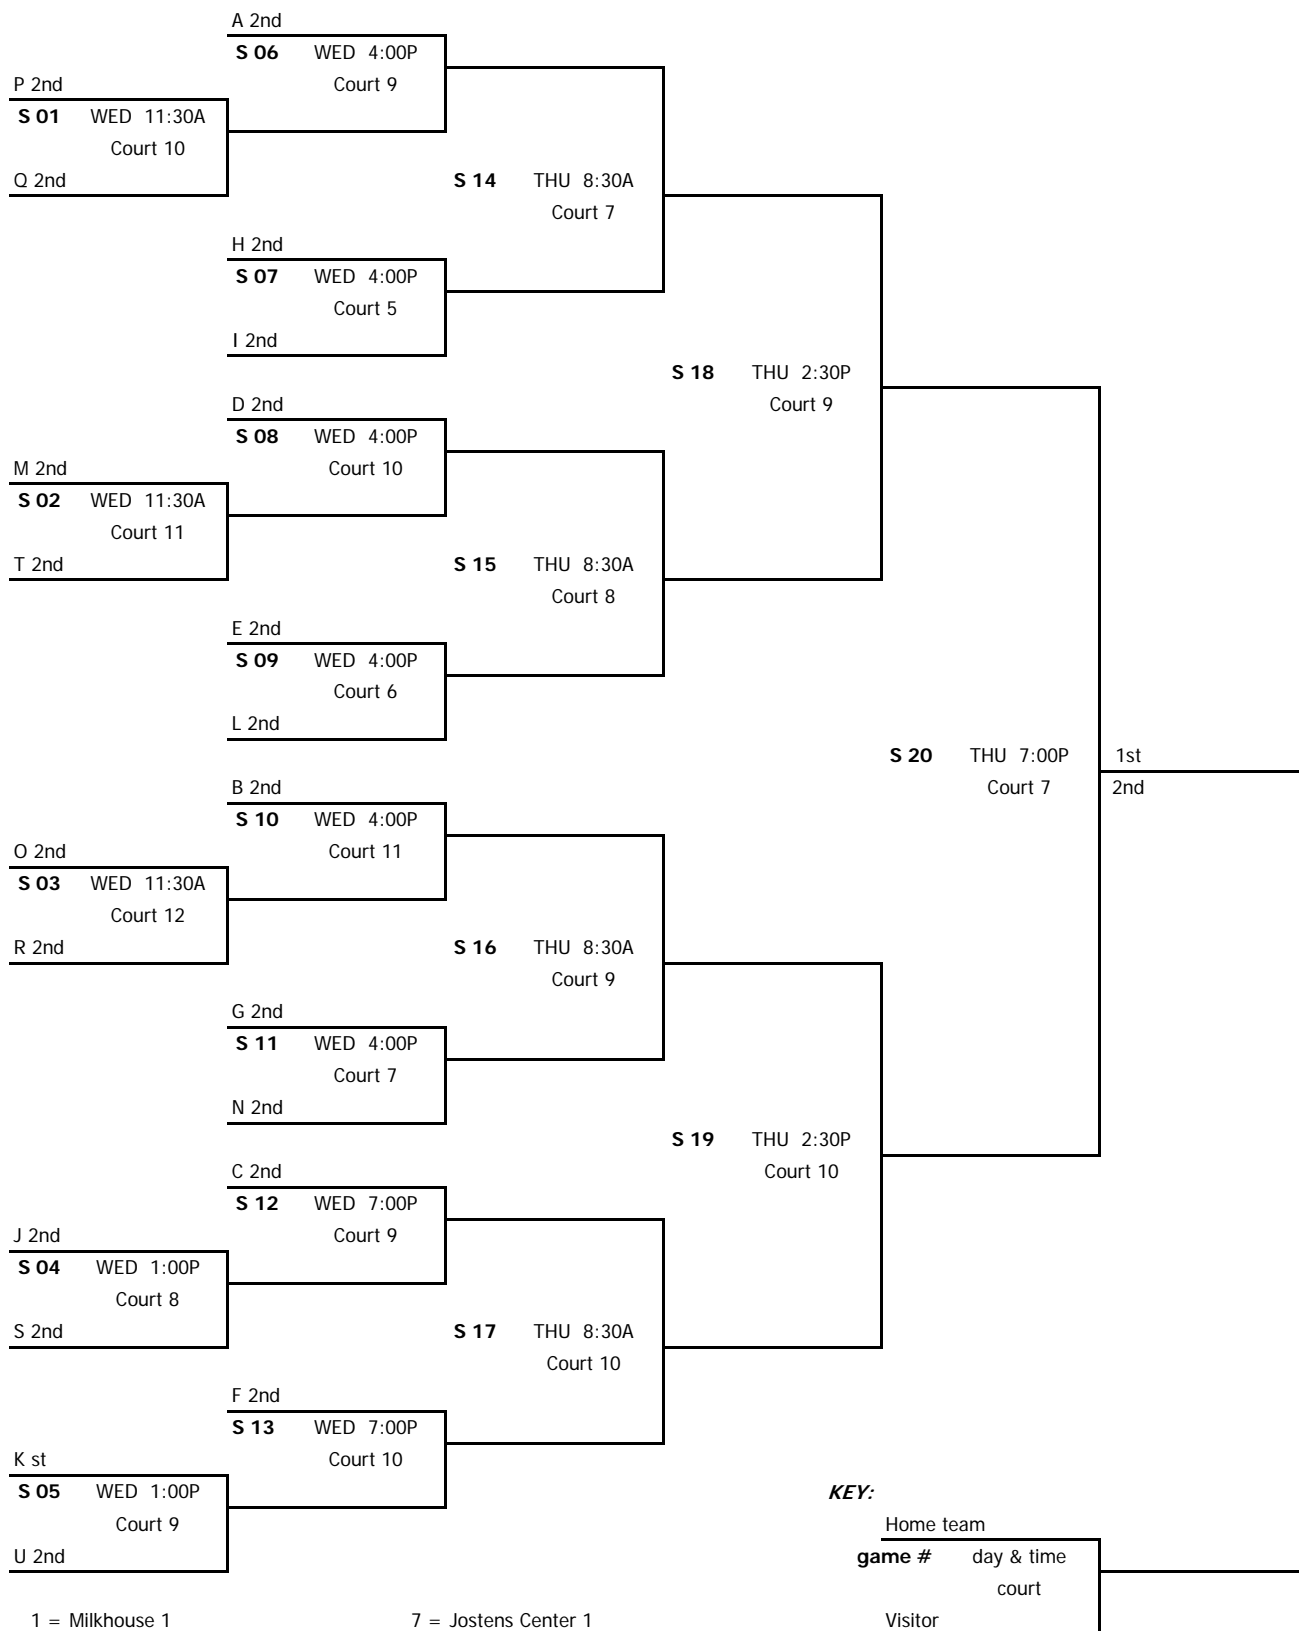 A 2nd
S 06 WED 4:00P
P 2nd Court 9
S 01 WED 11:30A
Court 10
Q 2nd S 14 THU 8:30A
Court 7
H 2nd
S 07 WED 4:00P
Court 5
I 2nd
S 18 THU 2:30P
D 2nd Court 9
S 08 WED 4:00P
M 2nd Court 10
S 02 WED 11:30A
Court 11
T 2nd S 15 THU 8:30A
Court 8
E 2nd
S 09 WED 4:00P
Court 6
L 2nd
S 20 THU 7:00P 1st
B 2nd Court 7 2nd
S 10 WED 4:00P
O 2nd Court 11
S 03 WED 11:30A
Court 12
R 2nd S 16 THU 8:30A
Court 9
G 2nd
S 11 WED 4:00P
Court 7
N 2nd
S 19 THU 2:30P
C 2nd Court 10
S 12 WED 7:00P
J 2nd Court 9
S 04 WED 1:00P
Court 8
S 2nd S 17 THU 8:30A
Court 10
F 2nd
S 13 WED 7:00P
K st Court 10
S 05 WED 1:00P KEY:
Court 9 Home team
U 2nd game # day & time
court
1 = Milkhouse 1 7 = Jostens Center 1 Visitor